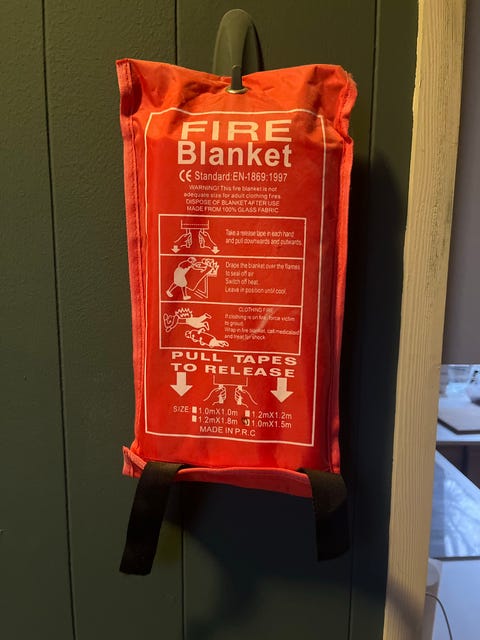 FIRE
Blanket
CE Standard:EN-1869:1997
WARNING! This fire blanket is not
adequate size for adult clothing fires
DISPOSE OF BLANKET AFTER USE
MADE FROM 100% GLASS FABRIC
Take a release tape in each hand
and pull downwards and outwards.
Drape the blanket over the flames
to seal off air.
Switch off heat.
Leave in position until cool.
CLOTHING FIRE
If clothing is on fire, force victim
to groud.
Wrap in fire blanket, call medicated
and treat for shock.
PULL TAPES
TO RELEASE
SIZE: 1.0mX1.0m 1.2mX1.2m
1.2mX1.8m 1.0mX1.5m
MADE IN P.R.C